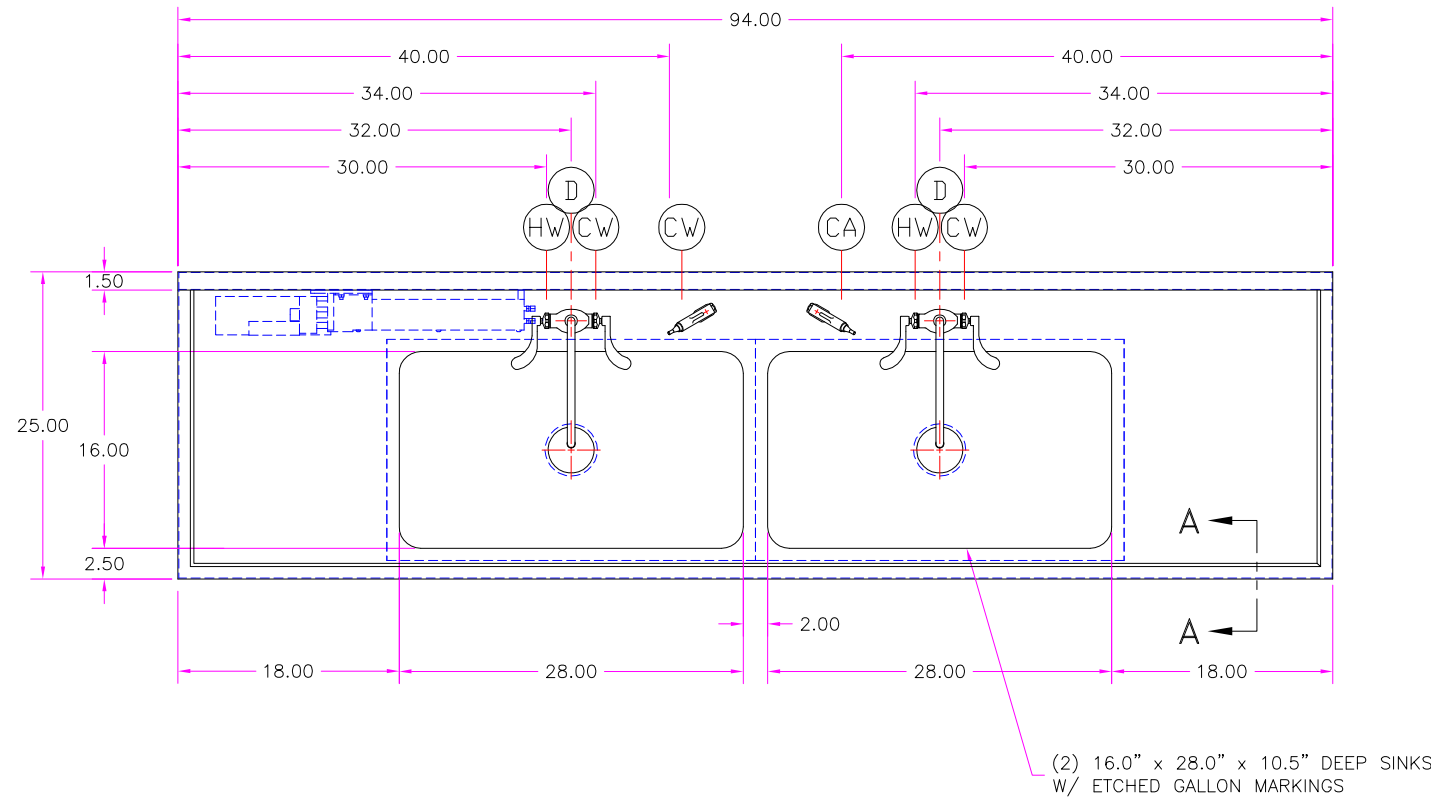 94.00
40.00 40.00
34.00 34.00
32.00 32.00
30.00 30.00
D D
HW CW CW CA HW CW
1.50
25.00
16.00
2.50
A
A
2.00
18.00 28.00 28.00 18.00
(2) 16.0" x 28.0" x 10.5" DEEP SINKS
W/ ETCHED GALLON MARKINGS